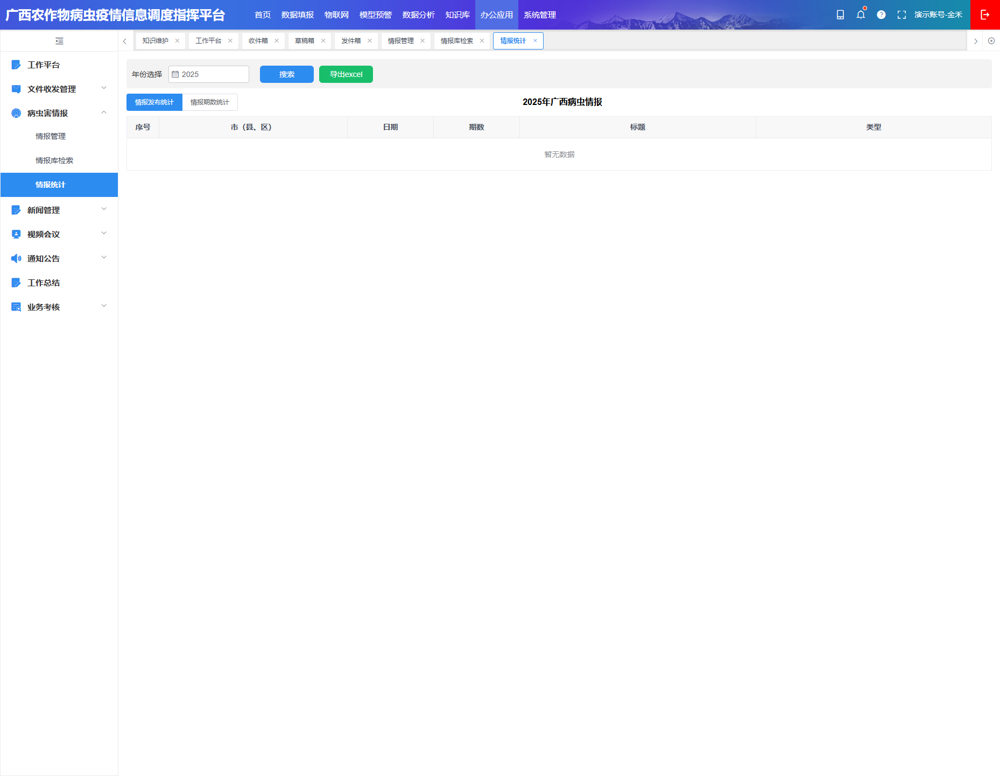 广西农作物病虫疫情信息调度指挥平台
首页 数据填报 物联网 模型预警 数据分析 知识库 办公应用 系统管理
演示账号-金禾
知识维护 工作平台 收件箱 草稿箱 发件箱 情报管理 情报库检索 情报统计
工作平台
文件收发管理
病虫害情报
情报管理
情报库检索
情报统计
新闻管理
视频会议
通知公告
工作总结
业务考核
年份选择 2025 搜索 导出excel
情报发布统计 情报期数统计
2025年广西病虫情报
序号 市（县、区） 日期 期数 标题 类型
暂无数据